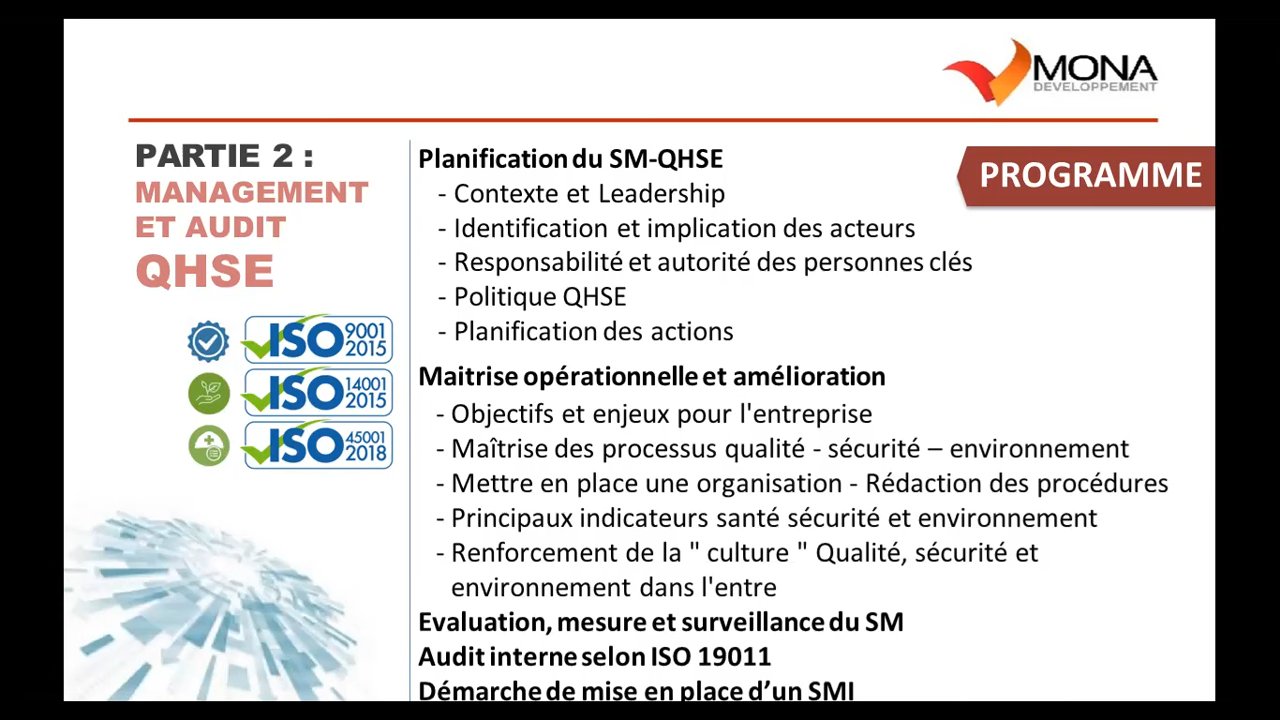 MONA
DEVELOPPEMENT
PARTIE 2 :
MANAGEMENT
ET AUDIT
QHSE
ISO 9001 2015
ISO 14001 2015
ISO 45001 2018
PROGRAMME
Planification du SM-QHSE
- Contexte et Leadership
- Identification et implication des acteurs
- Responsabilité et autorité des personnes clés
- Politique QHSE
- Planification des actions
Maitrise opérationnelle et amélioration
- Objectifs et enjeux pour l'entreprise
- Maîtrise des processus qualité - sécurité – environnement
- Mettre en place une organisation - Rédaction des procédures
- Principaux indicateurs santé sécurité et environnement
- Renforcement de la " culture " Qualité, sécurité et
environnement dans l'entre
Evaluation, mesure et surveillance du SM
Audit interne selon ISO 19011
Démarche de mise en place d’un SMI